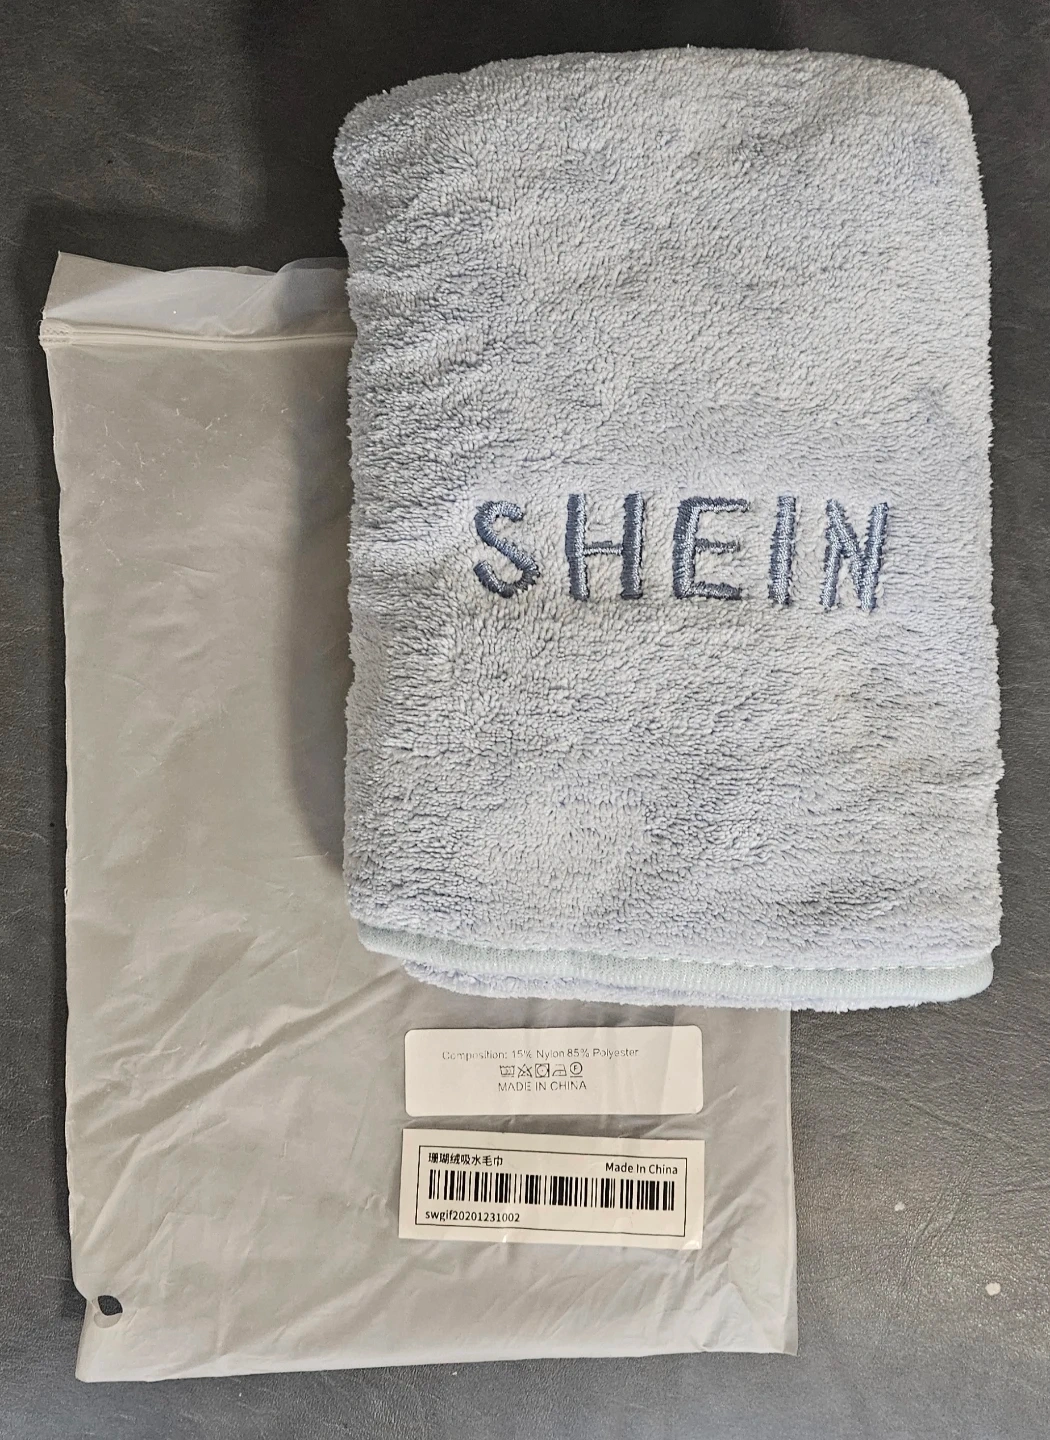 SHEIN
Composition: 15% Nylon 85% Polyester
MADE IN CHINA
珊瑚绒吸水毛巾
Made In China
swgif20201231002